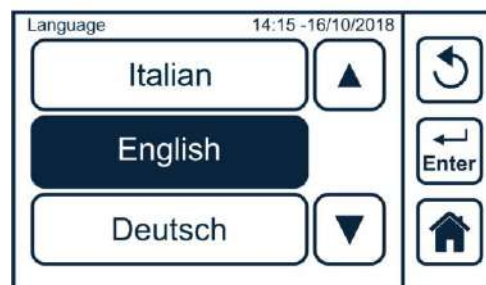 Language 14:15 -16/10/2018
Italian
English
Enter
Deutsch